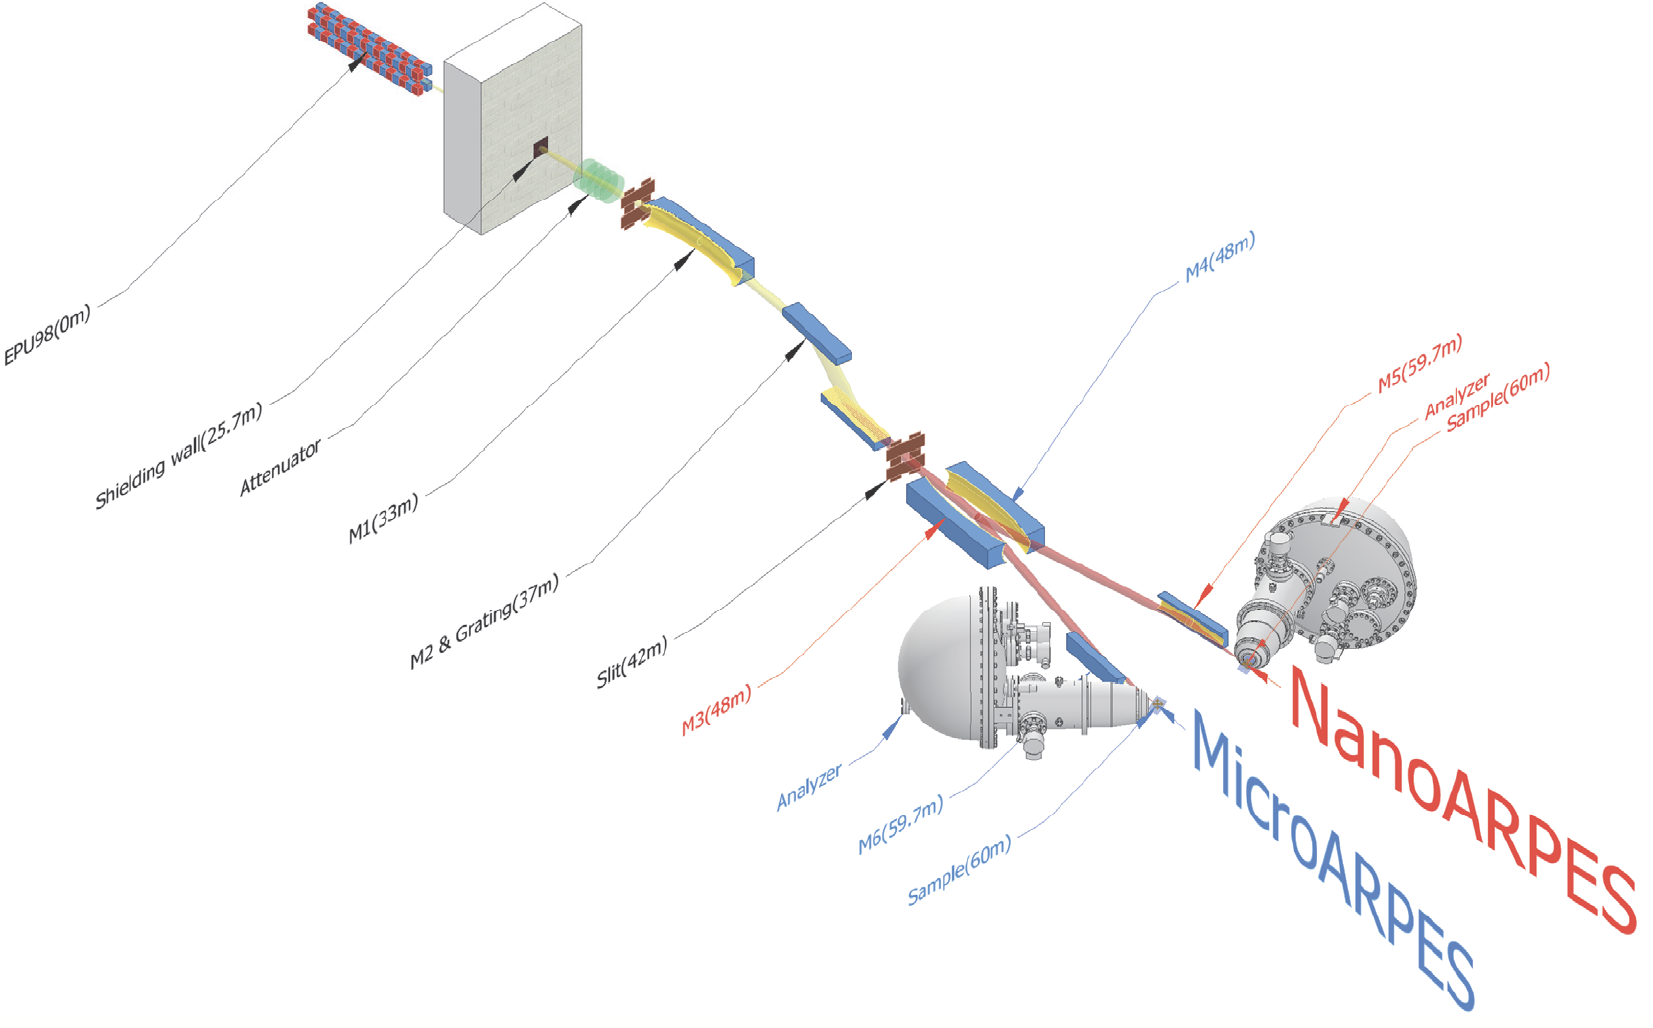 EPU98(0m)
Shielding wall(25.7m)
Attenuator
M1(33m)
M2 & Grating(37m)
Slit(42m)
M3(48m)
M4(48m)
M5(59.7m)
Analyzer
Sample(60m)
Analyzer
M6(59.7m)
Sample(60m)
NanoARPES
MicroARPES